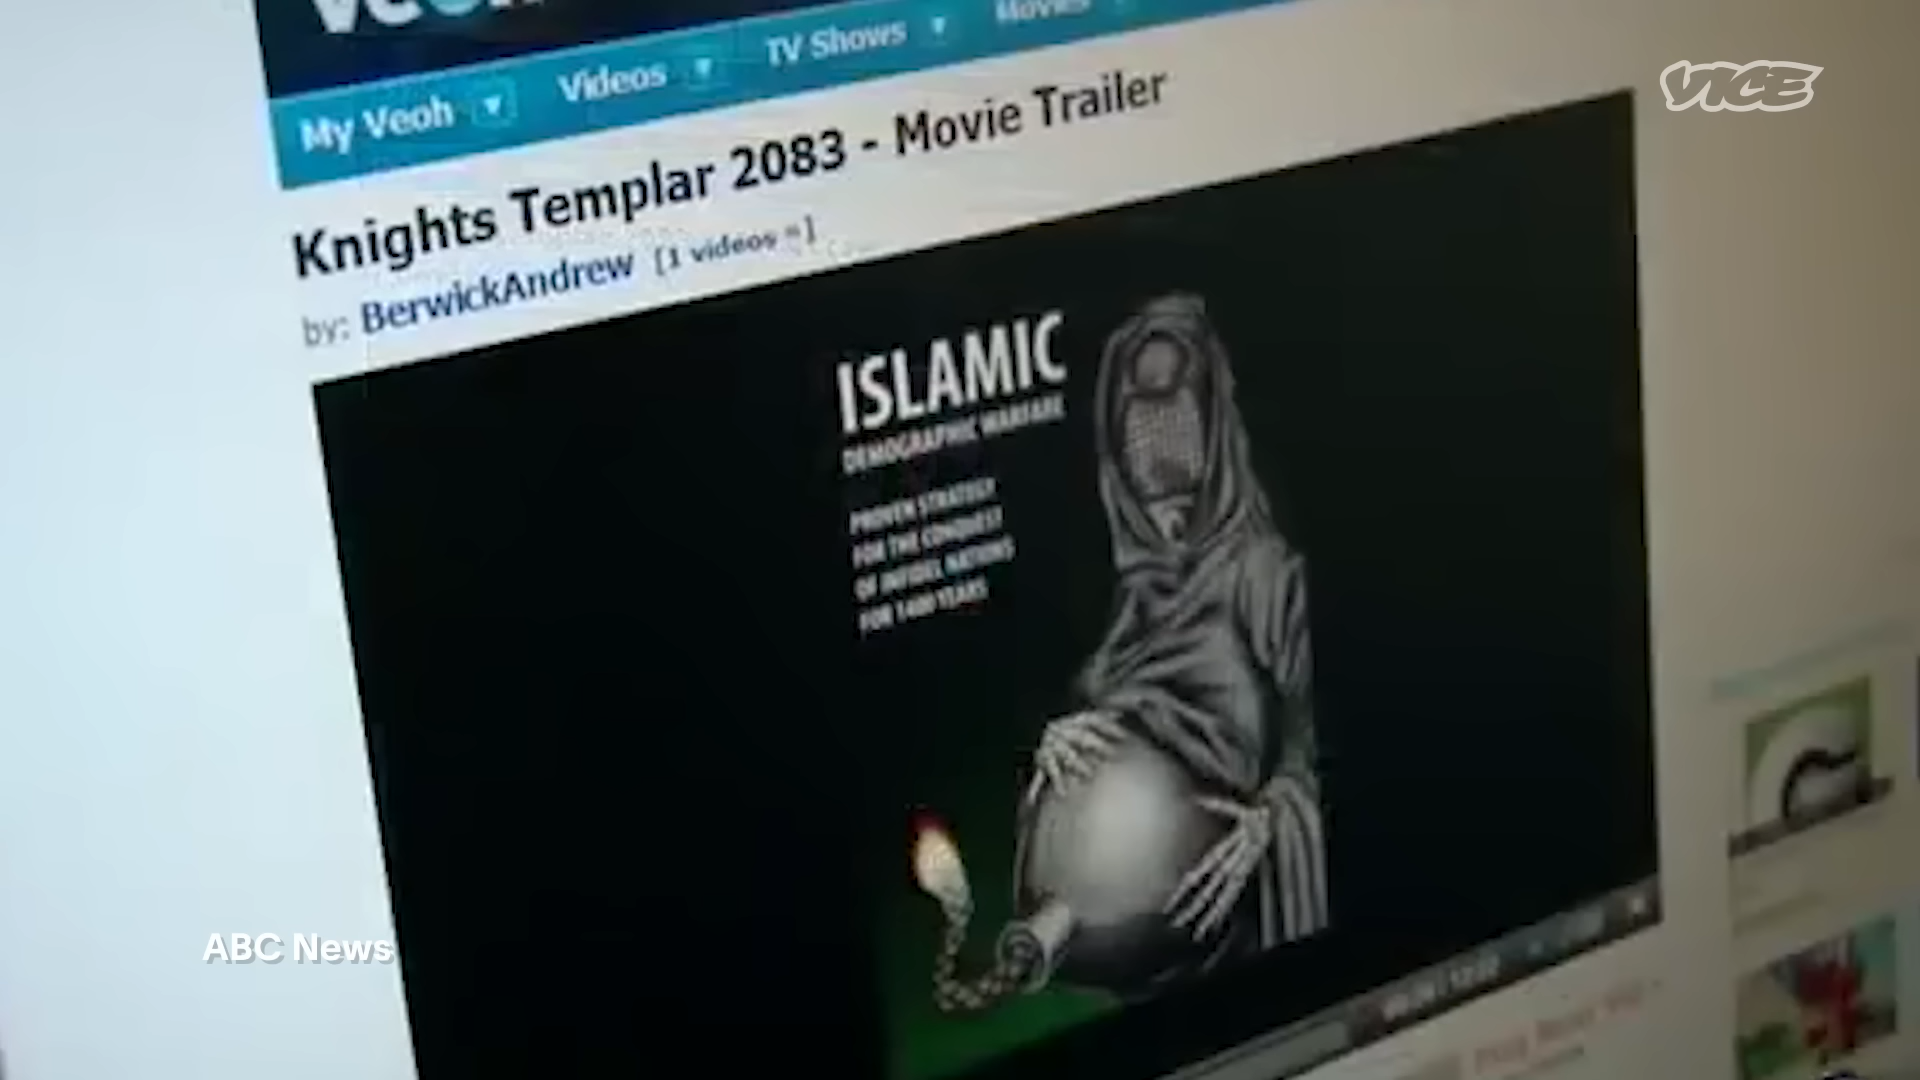 VICE
My Veoh
Videos
TV Shows
Movies
Knights Templar 2083 - Movie Trailer
by: BerwickAndrew [1 videos
ISLAMIC
DEMOGRAPHIC WARFARE
PROVEN STRATEGY
FOR THE CONQUEST
OF INFIDEL NATIONS
FOR 1400 YEARS
ABC News